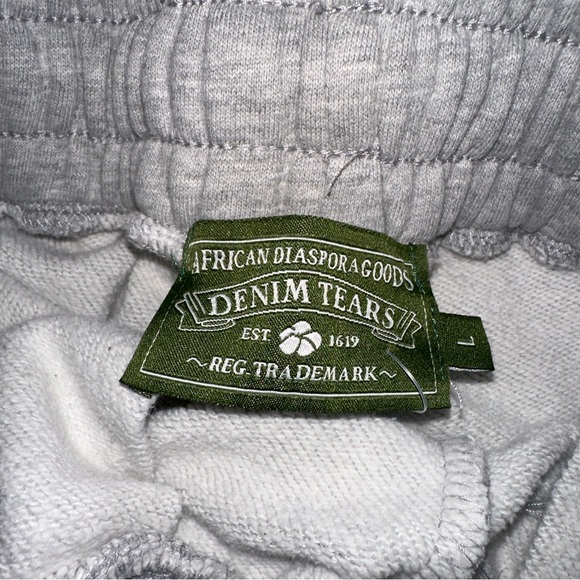 AFRICAN DIASPORA GOODS
DENIM TEARS
EST 1619
~REG. TRADEMARK~
L